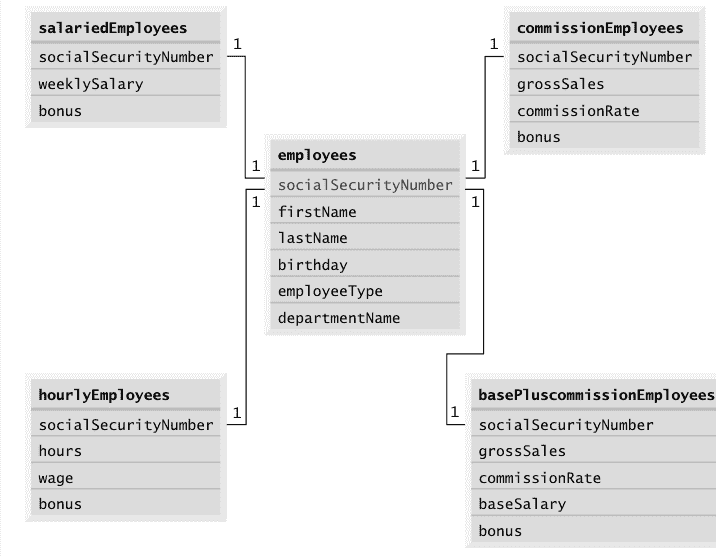 salariedEmployees
socialSecurityNumber
weeklySalary
bonus
1
commissionEmployees
socialSecurityNumber
grossSales
commissionRate
bonus
1
employees
socialSecurityNumber
firstName
lastName
birthday
employeeType
departmentName
1
1
1
1
hourlyEmployees
socialSecurityNumber
hours
wage
bonus
1
basePluscommissionEmployees
socialSecurityNumber
grossSales
commissionRate
baseSalary
bonus
1